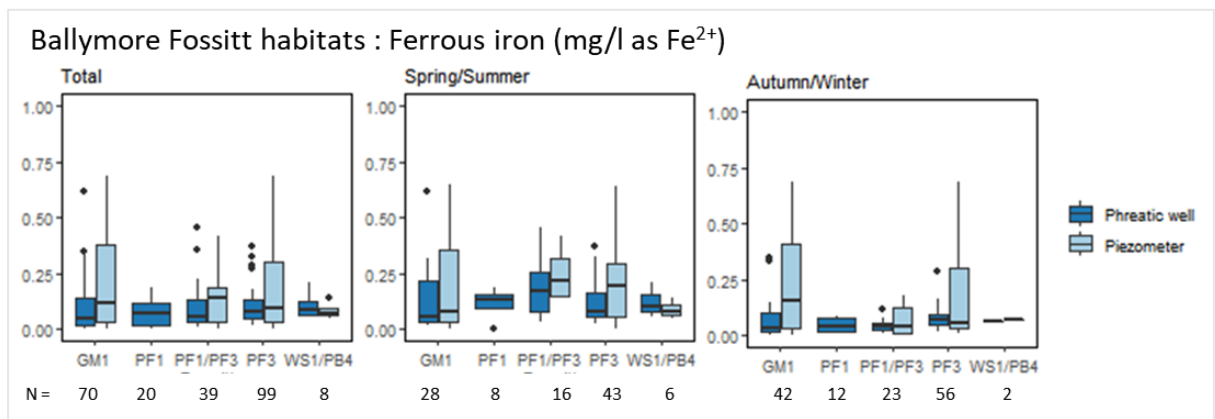 Ballymore Fossitt habitats : Ferrous iron (mg/l as Fe²⁺)
Total
1.00
0.75
0.50
0.25
0.00
GM1 PF1 PF1/PF3 PF3 WS1/PB4
Spring/Summer
1.00
0.75
0.50
0.25
0.00
GM1 PF1 PF1/PF3 PF3 WS1/PB4
Autumn/Winter
1.00
0.75
0.50
0.25
0.00
GM1 PF1 PF1/PF3 PF3 WS1/PB4
Phreatic well
Piezometer
N = 70 20 39 99 8 28 8 16 43 6 42 12 23 56 2